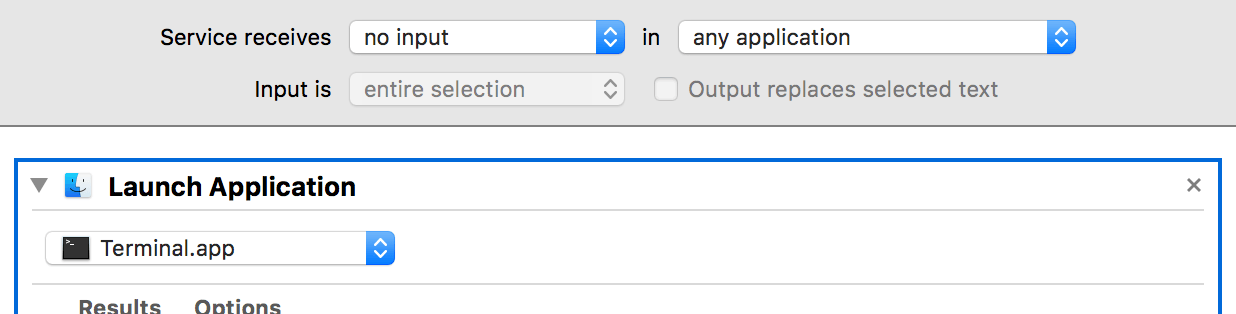 Service receives no input in any application
Input is entire selection Output replaces selected text
Launch Application
Terminal.app
Results Options